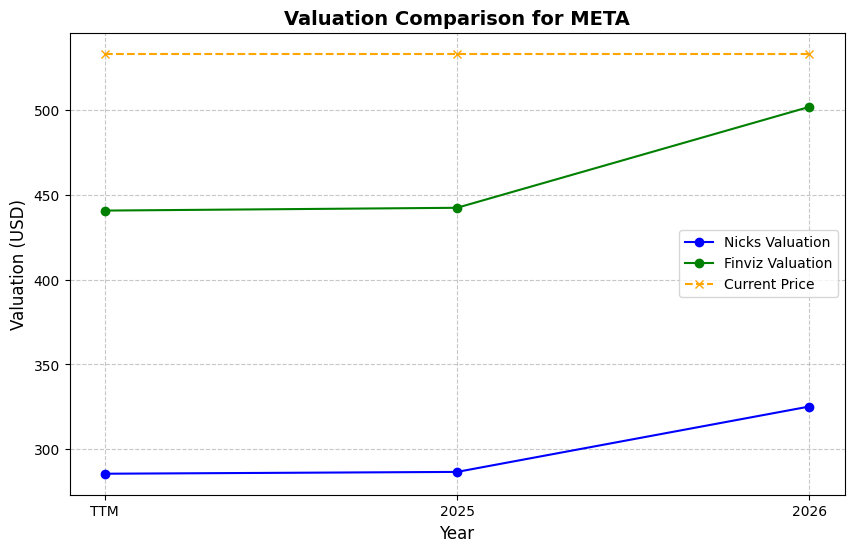 Valuation Comparison for META
Valuation (USD)
500
450
400
350
300
Nicks Valuation
Finviz Valuation
Current Price
TTM
2025
2026
Year